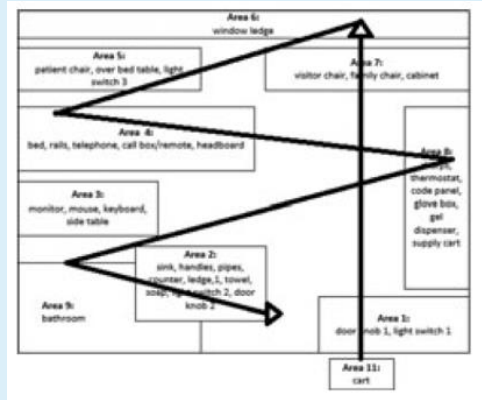 Area 6:
window ledge
Area 5:
patient chair, over bed table, light
switch 3
Area 7:
visitor chair, family chair, cabinet
Area 4:
bed, rails, telephone, call box/remote, headboard
Area 8:
thermostat,
code panel,
glove box,
gel
dispenser,
supply cart
Area 3:
monitor, mouse, keyboard,
side table
Area 2:
sink, handles, pipes,
counter, ledge,1, towel,
soap, light switch 2, door
knob 2
Area 9:
bathroom
Area 1:
door knob 1, light switch 1
Area 11:
cart